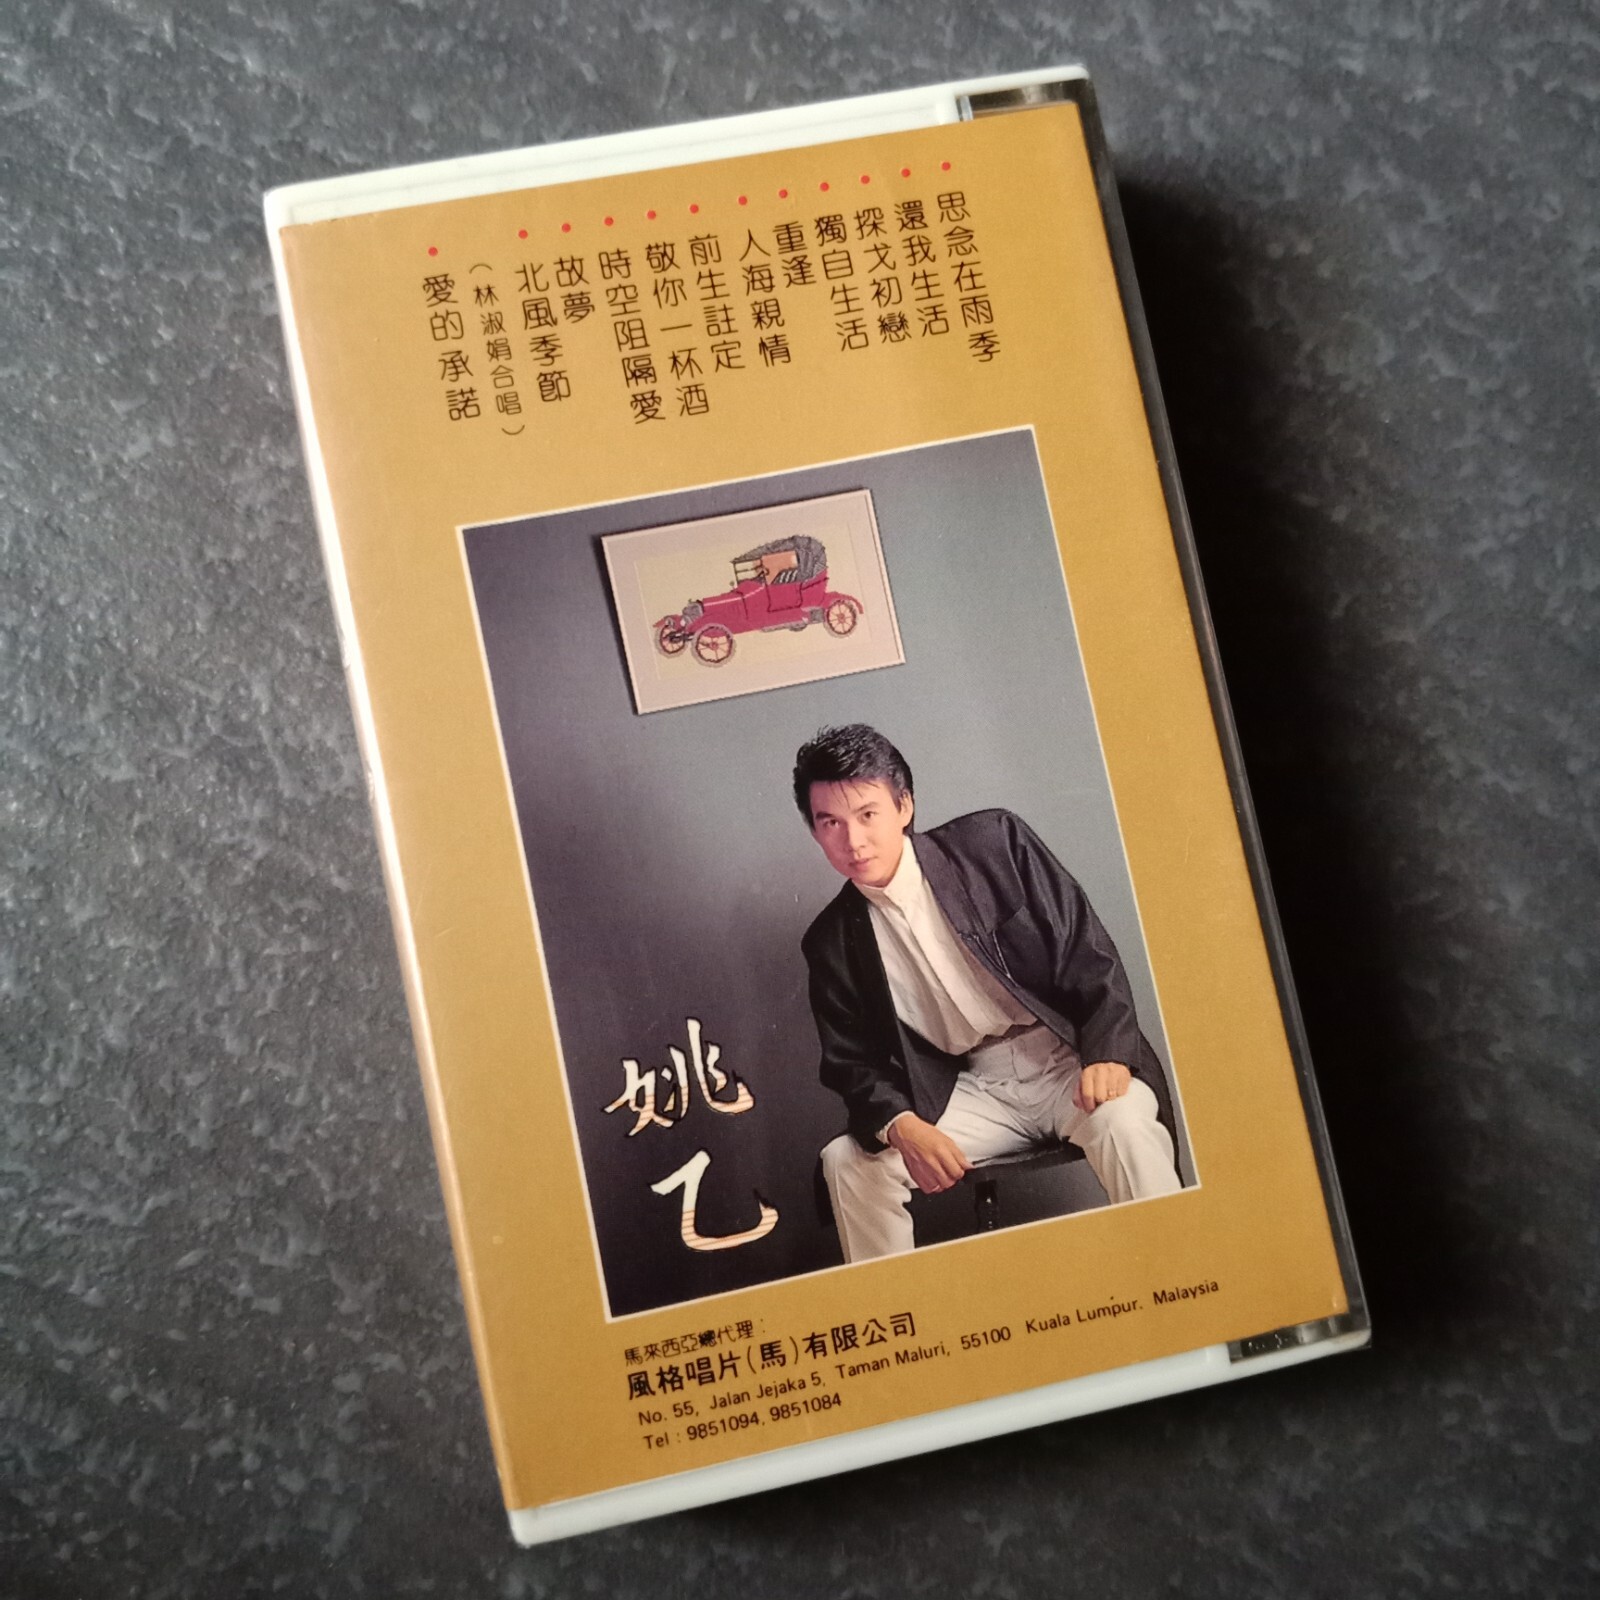 思念在雨季
還我生活
探戈初戀
獨自生活
重逢
人海親情
前生註定
敬你一杯酒
時空阻隔愛
故夢
北風季節
（林淑娟合唱）
愛的承諾
姚乙
馬來西亞總代理:
風格唱片(馬)有限公司
No. 55, Jalan Jejaka 5, Taman Maluri, 55100 Kuala Lumpur. Malaysia
Tel : 9851094, 9851084